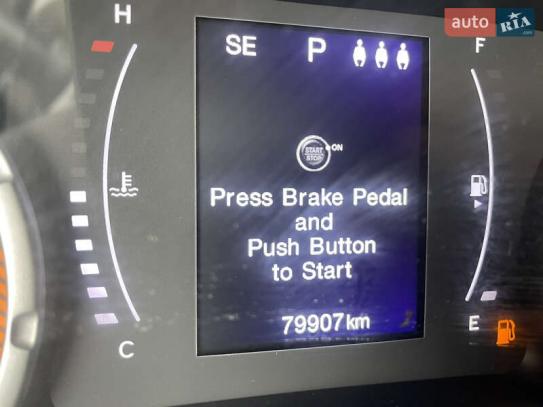 auto RIA
H
SE P
F
START
STOP
ON
Press Brake Pedal
and
Push Button
to Start
79907 km
C
E